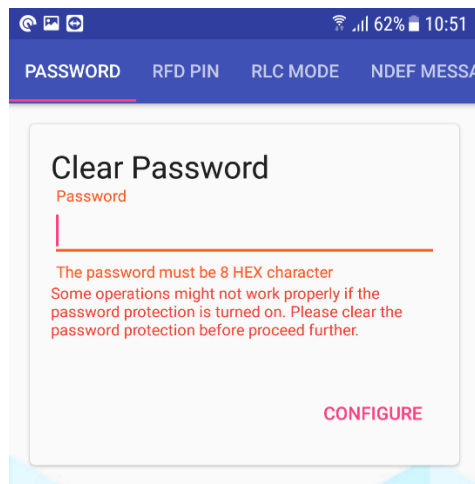 62% 10:51
PASSWORD RFD PIN RLC MODE NDEF MESSA
Clear Password
Password
The password must be 8 HEX character
Some operations might not work properly if the
password protection is turned on. Please clear the
password protection before proceed further.
CONFIGURE